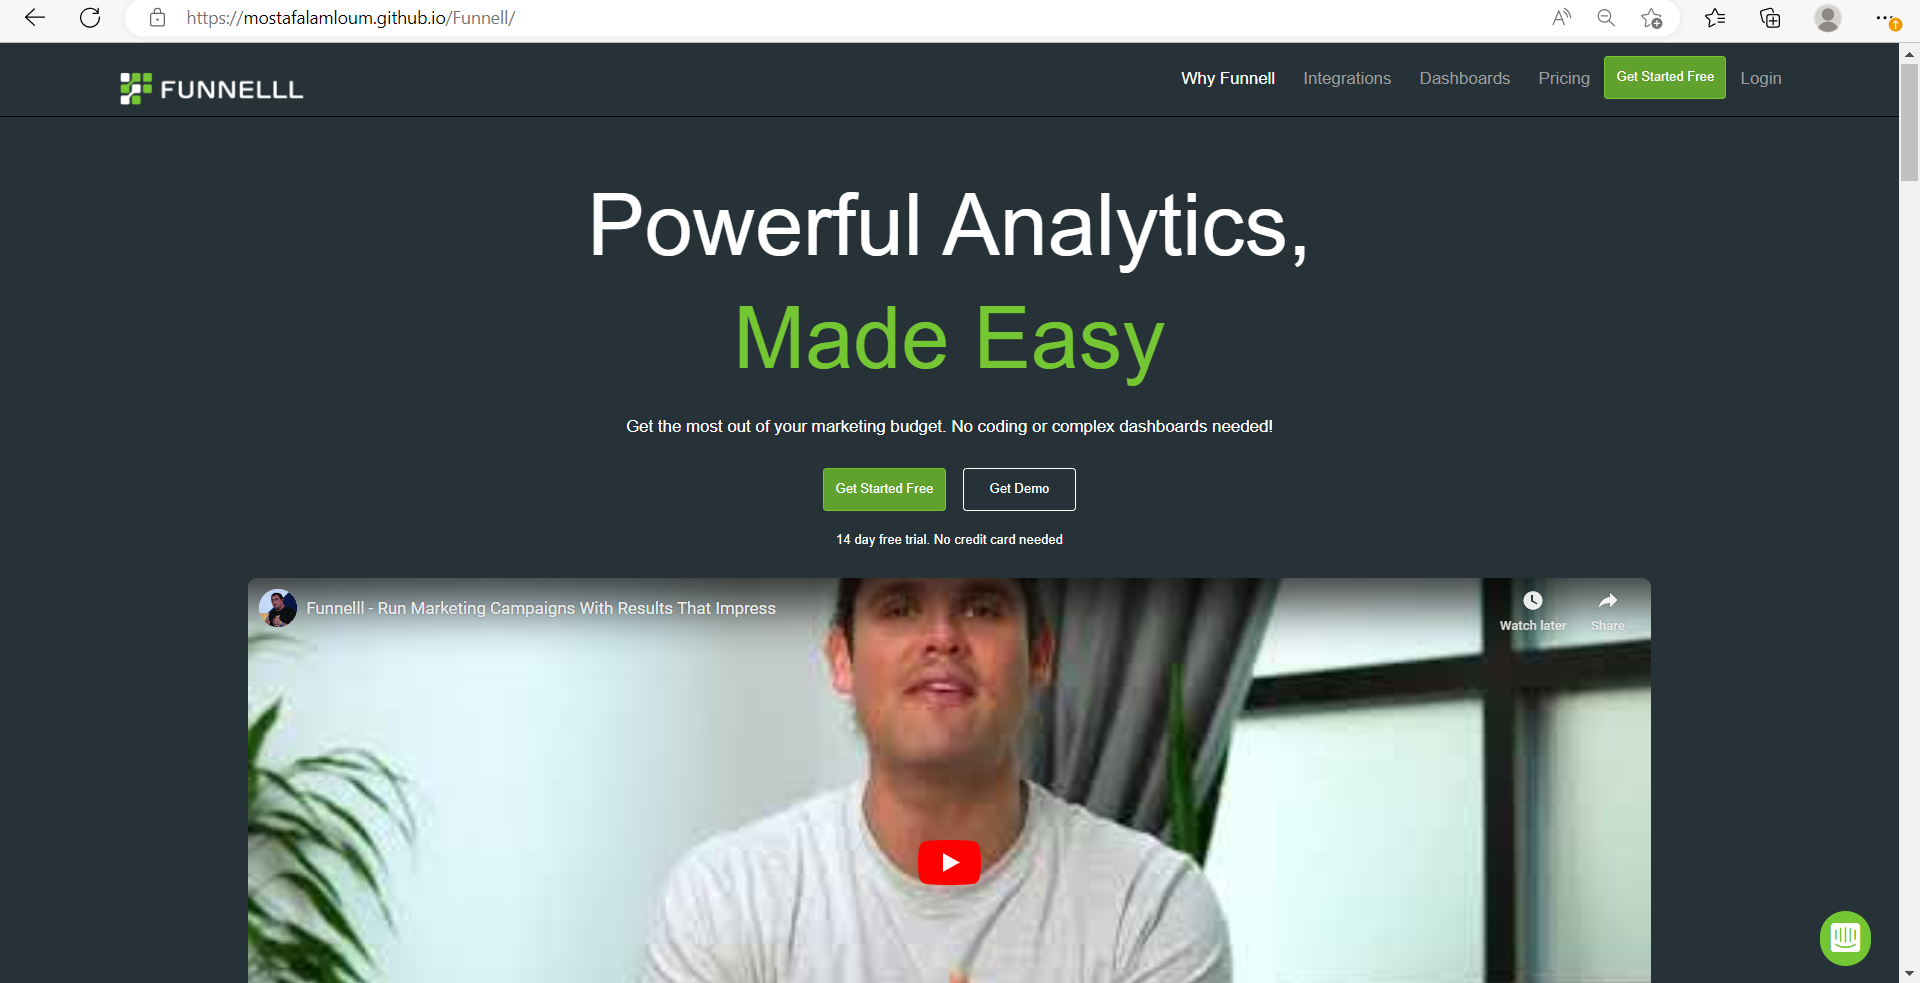 https://mostafalamloum.github.io/Funnell/
FUNNELLL
Why Funnell Integrations Dashboards Pricing Get Started Free Login
Powerful Analytics,
Made Easy
Get the most out of your marketing budget. No coding or complex dashboards needed!
Get Started Free Get Demo
14 day free trial. No credit card needed
Funnelll - Run Marketing Campaigns With Results That Impress
Watch later Share